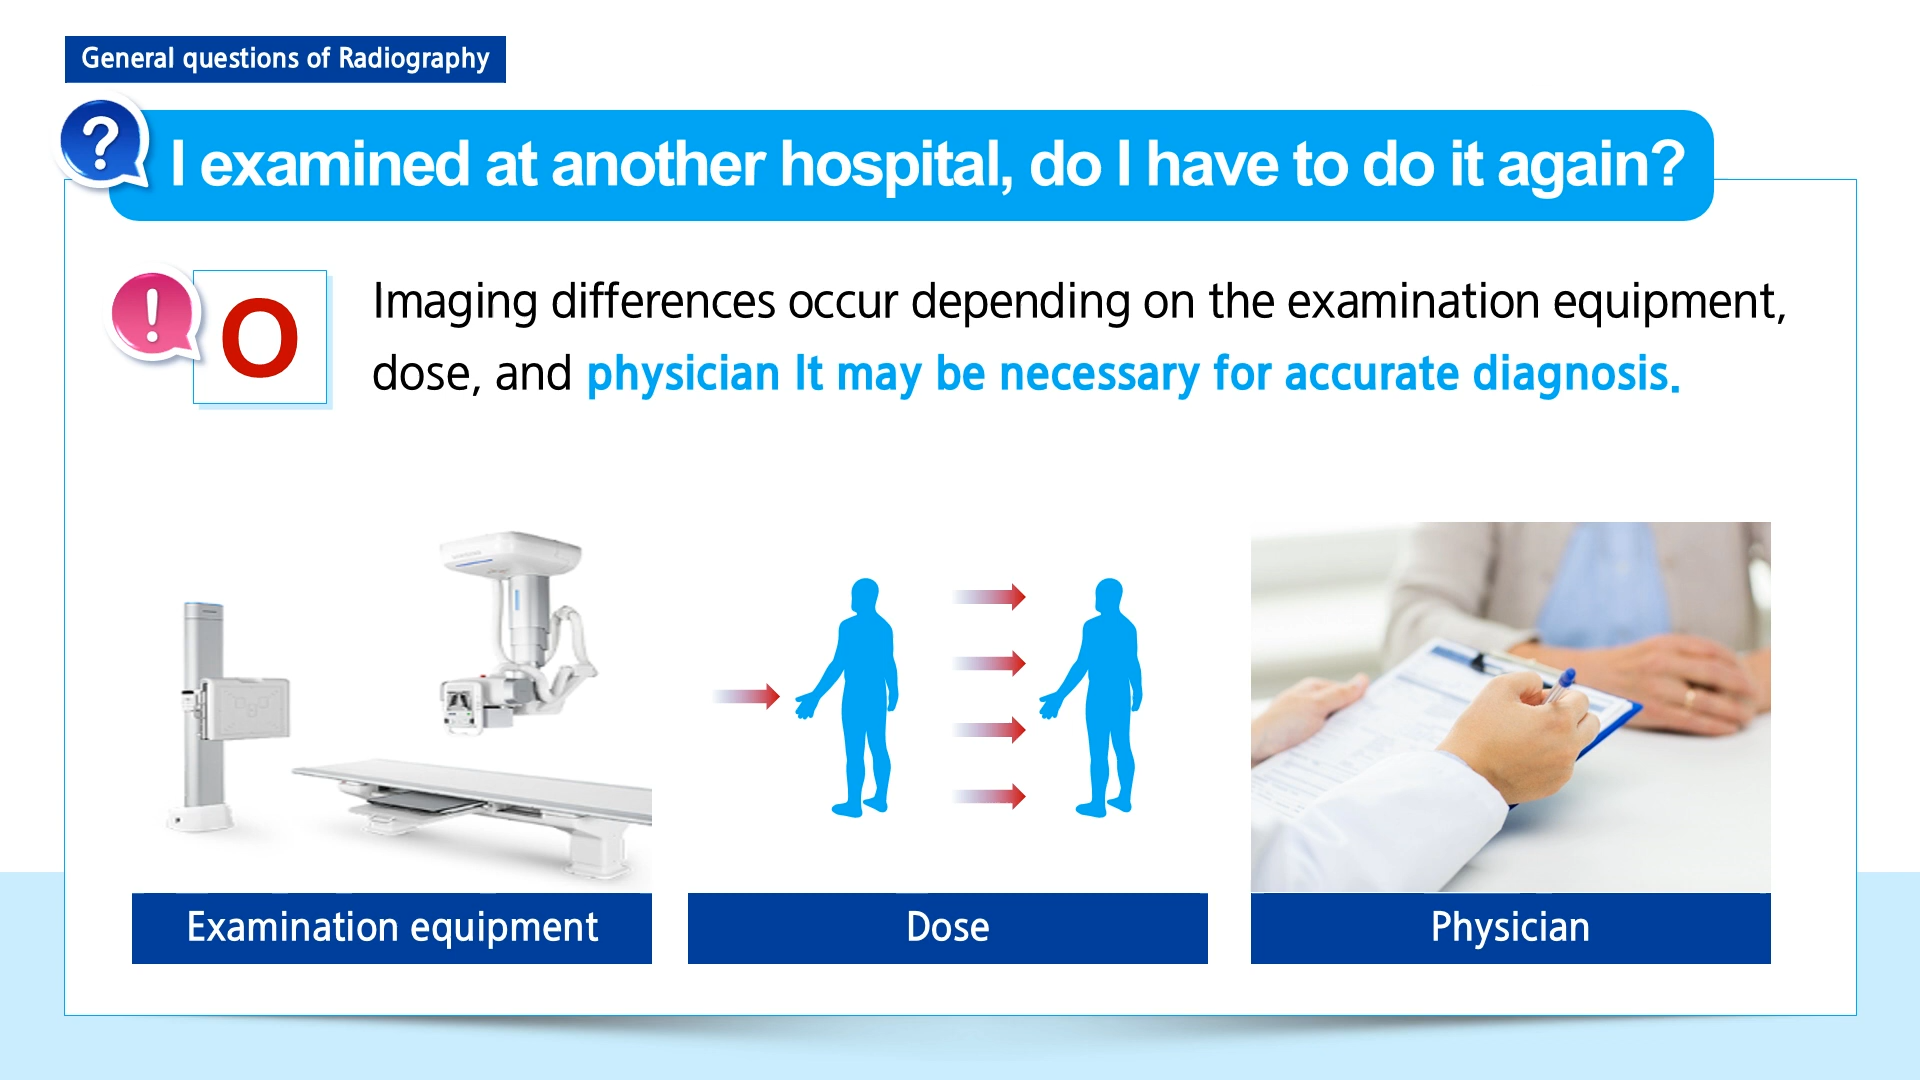 General questions of Radiography
?
I examined at another hospital, do I have to do it again?
!
O
Imaging differences occur depending on the examination equipment,
dose, and physician It may be necessary for accurate diagnosis.
Examination equipment
Dose
Physician